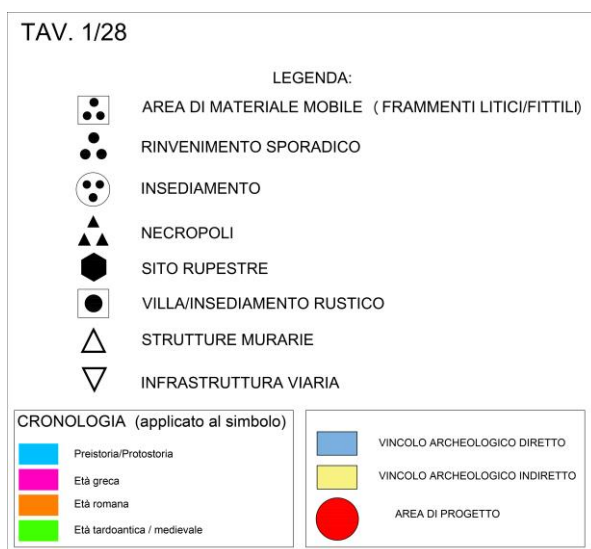 TAV. 1/28
LEGENDA:
AREA DI MATERIALE MOBILE ( FRAMMENTI LITICI/FITTILI)
RINVENIMENTO SPORADICO
INSEDIAMENTO
NECROPOLI
SITO RUPESTRE
VILLA/INSEDIAMENTO RUSTICO
STRUTTURE MURARIE
INFRASTRUTTURA VIARIA
CRONOLOGIA (applicato al simbolo)
Preistoria/Protostoria
Età greca
Età romana
Età tardoantica / medievale
VINCOLO ARCHEOLOGICO DIRETTO
VINCOLO ARCHEOLOGICO INDIRETTO
AREA DI PROGETTO